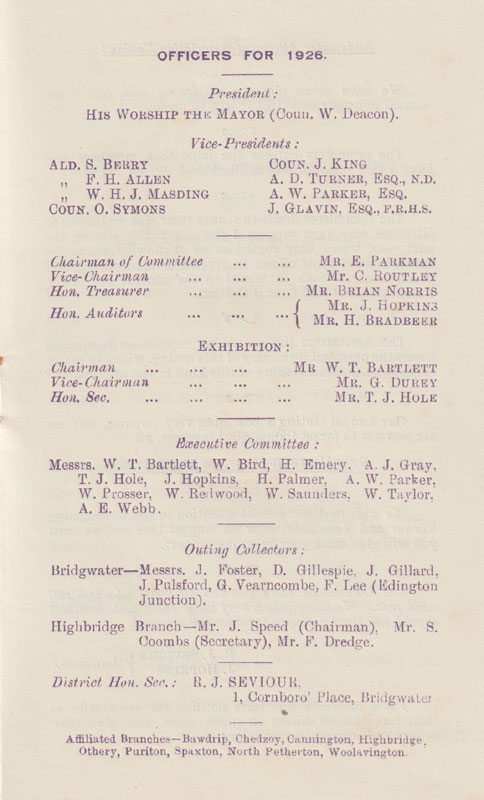 OFFICERS FOR 1926.
President:
HIS WORSHIP THE MAYOR (Coun. W. Deacon).
Vice-Presidents:
ALD. S. BERRY COUN. J. KING
„ F. H. ALLEN A. D. TURNER, ESQ., N.D.
„ W. H. J. MASDING A. W. PARKER, ESQ.
COUN. O. SYMONS J. GLAVIN, ESQ., F.R.H.S.
Chairman of Committee ... ... MR. E. PARKMAN
Vice-Chairman ... ... MR. C. ROUTLEY
Hon. Treasurer ... ... MR. BRIAN NORRIS
Hon. Auditors ... ... ... { MR. J. HOPKINS
MR. H. BRADBEER
EXHIBITION:
Chairman ... ... ... MR W. T. BARTLETT
Vice-Chairman ... ... ... MR. G. DUREY
Hon. Sec. ... ... ... MR. T. J. HOLE
Executive Committee:
Messrs. W. T. Bartlett, W. Bird, H. Emery. A. J. Gray,
T. J. Hole, J. Hopkins, H. Palmer, A. W. Parker,
W. Prosser, W. Redwood, W. Saunders, W. Taylor,
A. E. Webb.
Outing Collectors:
Bridgwater—Messrs. J. Foster, D. Gillespie, J. Gillard,
J. Pulsford, G. Vearncombe, F. Lee (Edington
Junction).
Highbridge Branch—Mr. J. Speed (Chairman), Mr. S.
Coombs (Secretary), Mr. F. Dredge.
District Hon. Sec.: R. J. SEVIOUR,
1, Cornboro' Place, Bridgwater
Affiliated Branches—Bawdrip, Chedzoy, Cannington, Highbridge,
Othery, Puriton, Spaxton, North Petherton, Woolavington.